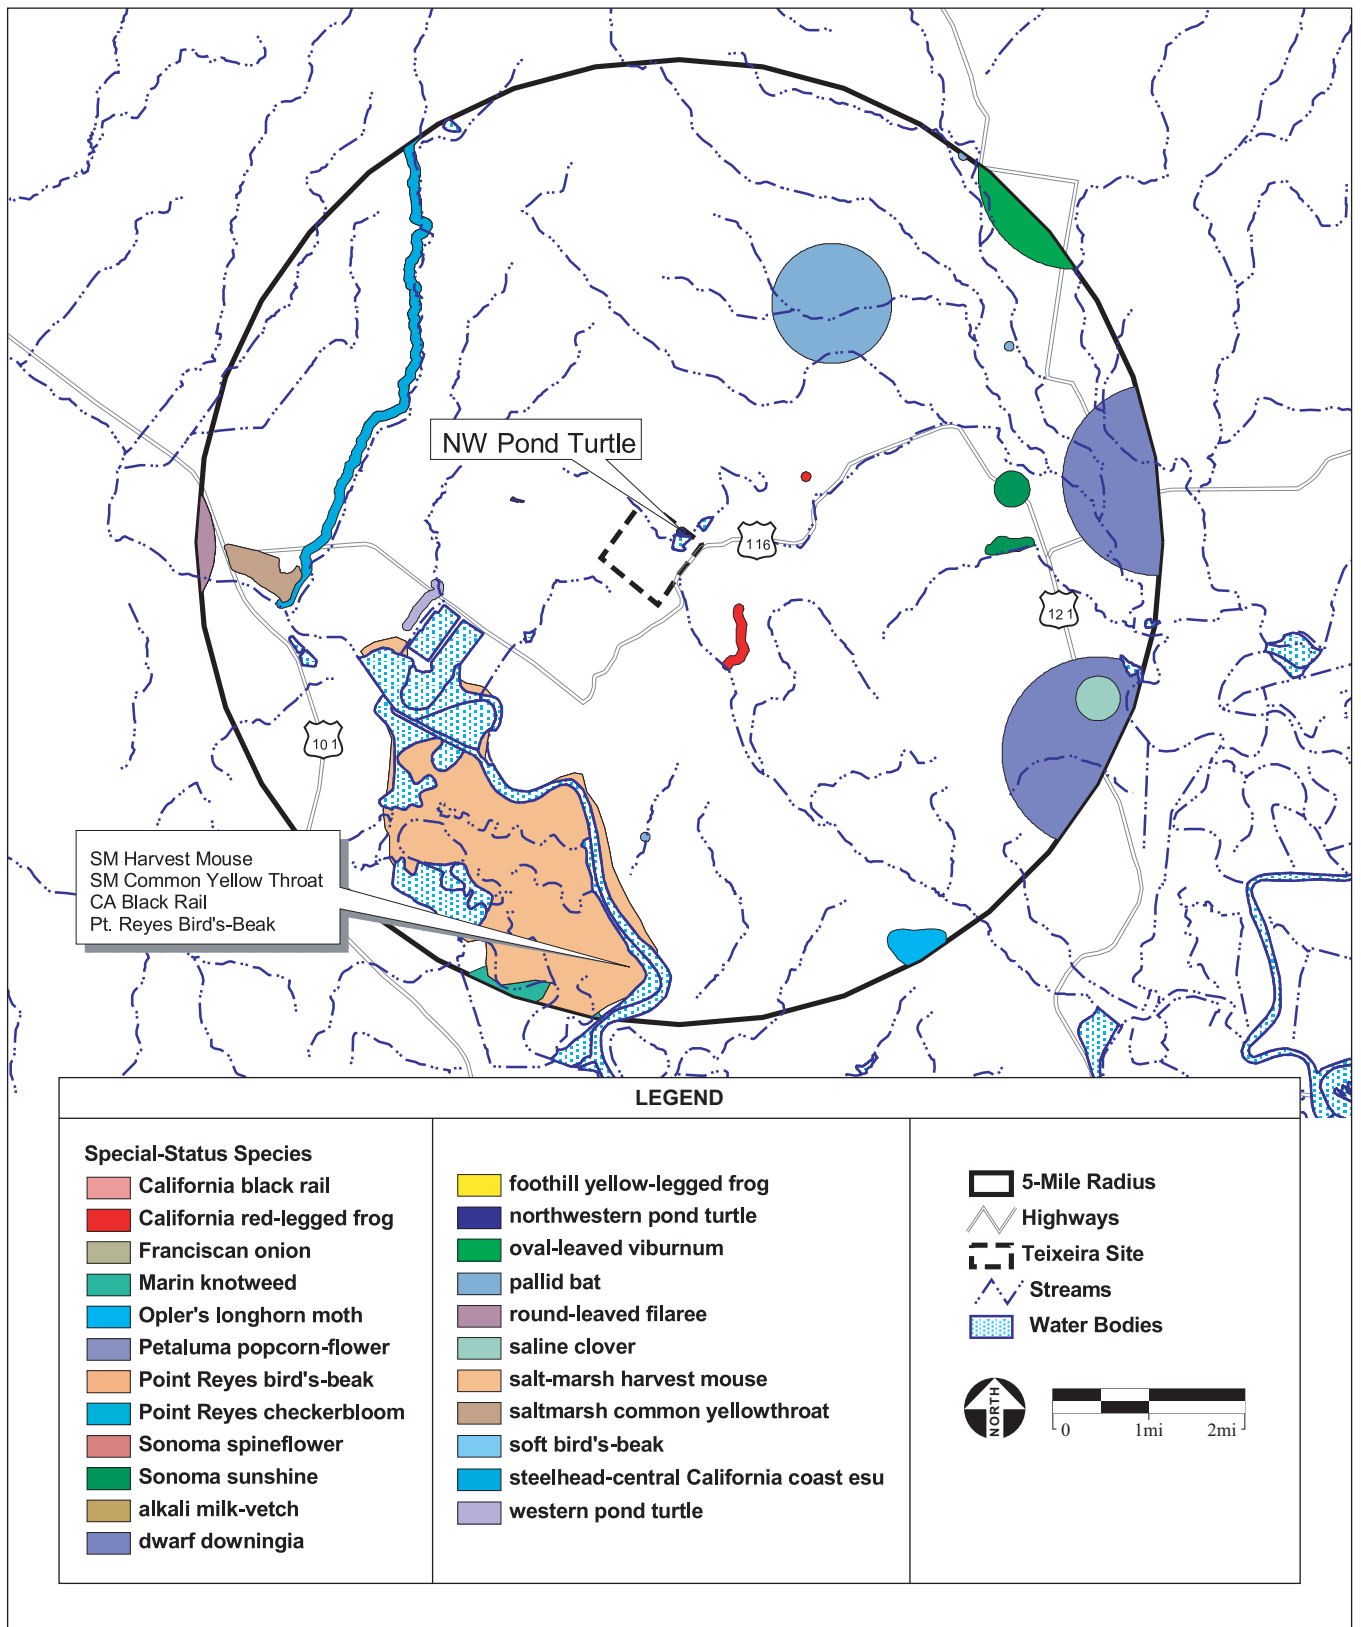 NW Pond Turtle
116
121
101
SM Harvest Mouse
SM Common Yellow Throat
CA Black Rail
Pt. Reyes Bird's-Beak
LEGEND
Special-Status Species
California black rail
California red-legged frog
Franciscan onion
Marin knotweed
Opler's longhorn moth
Petaluma popcorn-flower
Point Reyes bird's-beak
Point Reyes checkerbloom
Sonoma spineflower
Sonoma sunshine
alkali milk-vetch
dwarf downingia
foothill yellow-legged frog
northwestern pond turtle
oval-leaved viburnum
pallid bat
round-leaved filaree
saline clover
salt-marsh harvest mouse
saltmarsh common yellowthroat
soft bird's-beak
steelhead-central California coast esu
western pond turtle
5-Mile Radius
Highways
Teixeira Site
Streams
Water Bodies
NORTH
0 1mi 2mi